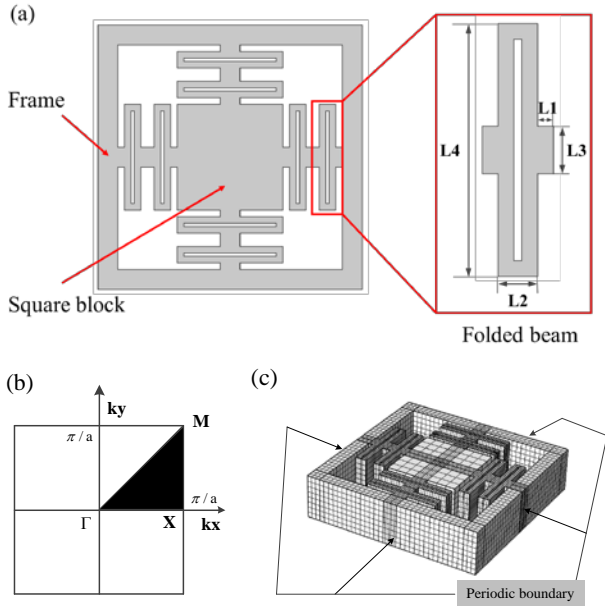 (a)
Frame
Square block
L1
L4
L3
L2
Folded beam
(b)
ky
M
π / a
π / a
Γ
X
kx
(c)
Periodic boundary